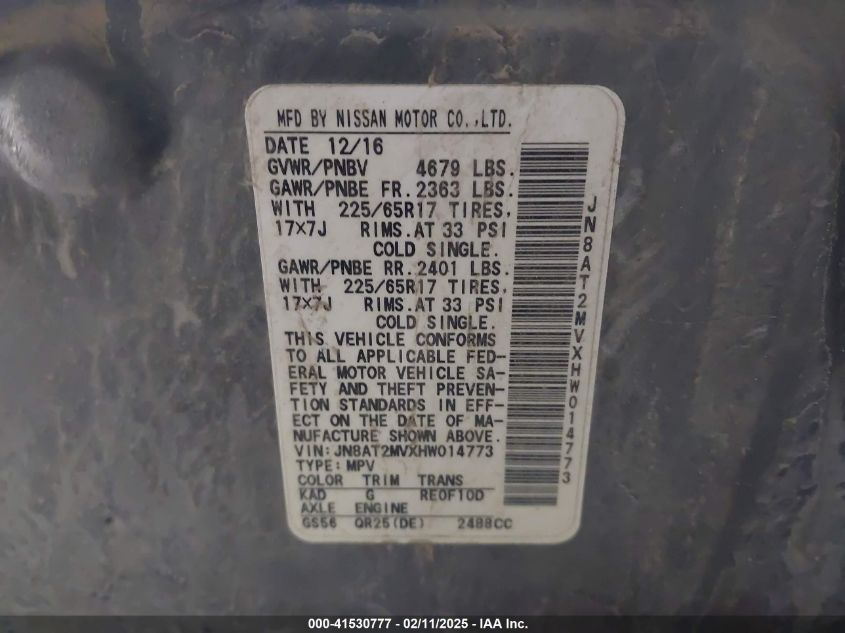 MFD BY NISSAN MOTOR CO.,LTD.
DATE 12/16
GVWR/PNBV 4679 LBS.
GAWR/PNBE FR. 2363 LBS.
WITH 225/65R17 TIRES,
17×7J RIMS.AT 33 PSI
COLD SINGLE.
GAWR/PNBE RR. 2401 LBS.
WITH 225/65R17 TIRES,
17×7J RIMS.AT 33 PSI
COLD SINGLE.
THIS VEHICLE CONFORMS
TO ALL APPLICABLE FED-
ERAL MOTOR VEHICLE SA-
FETY AND THEFT PREVEN-
TION STANDARDS IN EFF-
ECT ON THE DATE OF MA-
NUFACTURE SHOWN ABOVE.
VIN: JN8AT2MVXHW014773
TYPE: MPV
COLOR TRIM TRANS
KAD G RE0F10D
AXLE ENGINE
GS56 QR25(DE) 2488CC
JN8AT2MVXHW014773
000-41530777 - 02/11/2025 - IAA Inc.